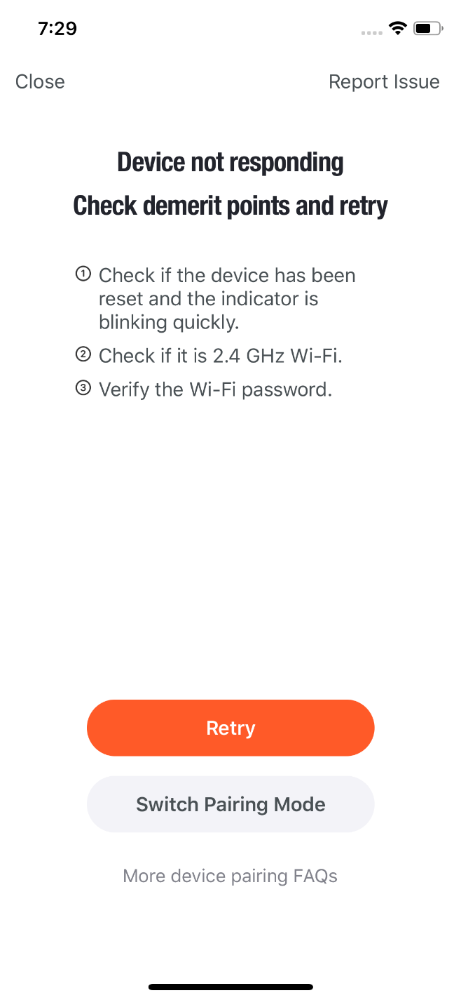 7:29
Close
Report Issue
Device not responding
Check demerit points and retry
① Check if the device has been
reset and the indicator is
blinking quickly.
② Check if it is 2.4 GHz Wi-Fi.
③ Verify the Wi-Fi password.
Retry
Switch Pairing Mode
More device pairing FAQs